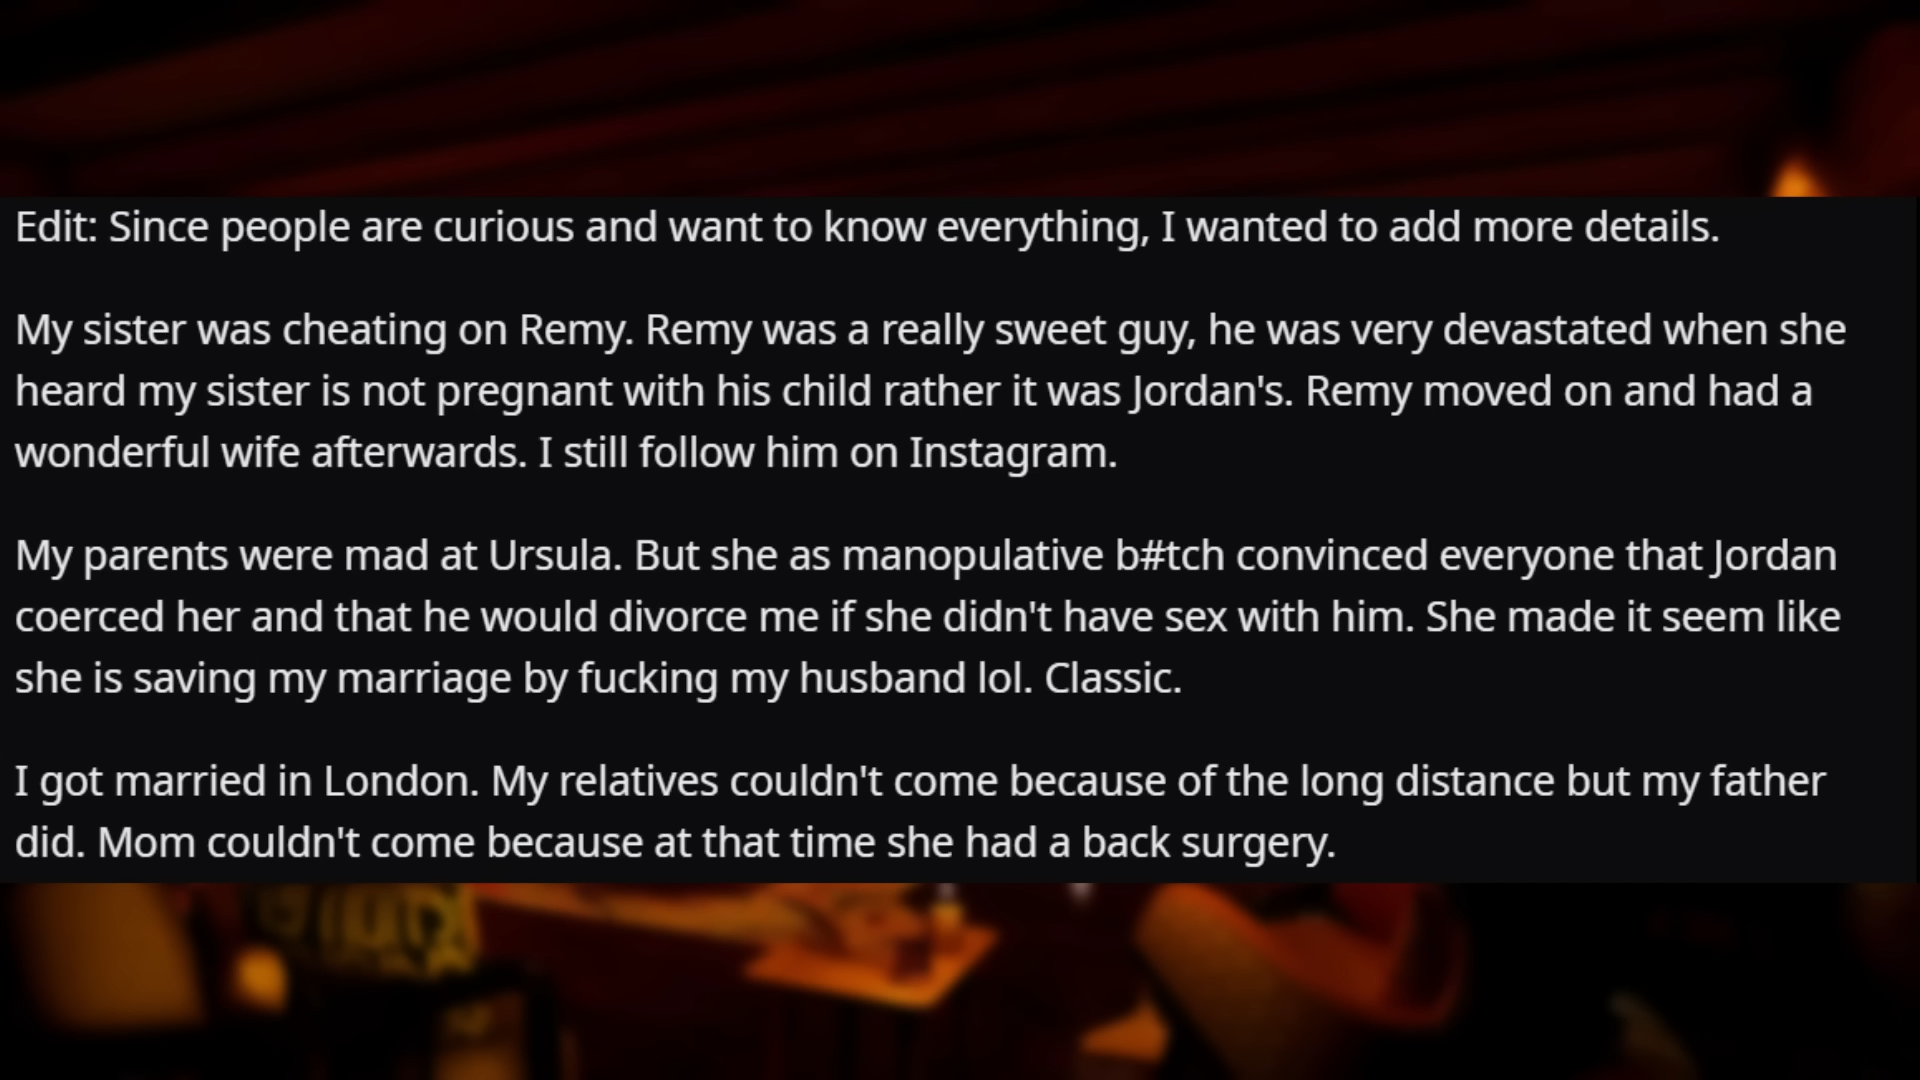 Edit: Since people are curious and want to know everything, I wanted to add more details.
My sister was cheating on Remy. Remy was a really sweet guy, he was very devastated when she
heard my sister is not pregnant with his child rather it was Jordan's. Remy moved on and had a
wonderful wife afterwards. I still follow him on Instagram.
My parents were mad at Ursula. But she as manopulative b#tch convinced everyone that Jordan
coerced her and that he would divorce me if she didn't have sex with him. She made it seem like
she is saving my marriage by fucking my husband lol. Classic.
I got married in London. My relatives couldn't come because of the long distance but my father
did. Mom couldn't come because at that time she had a back surgery.